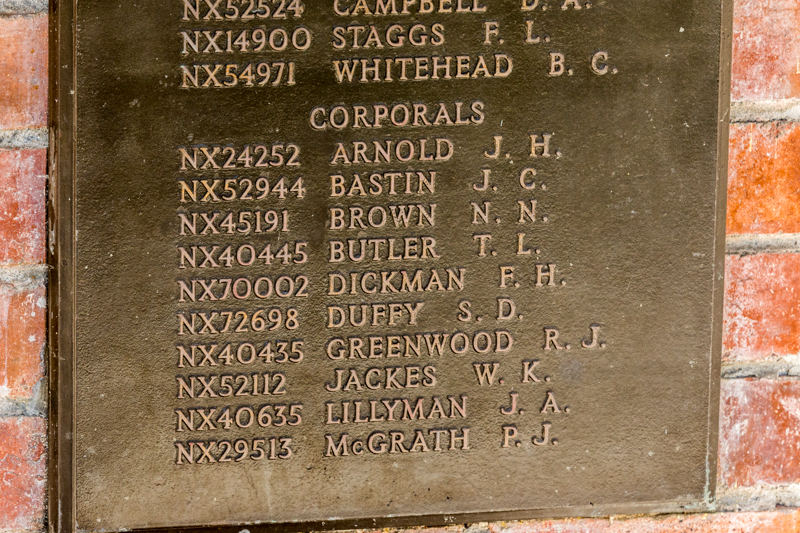 NX52524 CAMPBELL D. A.
NX14900 STAGGS F. L.
NX54971 WHITEHEAD B. C.
CORPORALS
NX24252 ARNOLD J. H.
NX52944 BASTIN J. C.
NX45191 BROWN N. N.
NX40445 BUTLER T. L.
NX70002 DICKMAN F. H.
NX72698 DUFFY S. D.
NX40435 GREENWOOD R. J.
NX52112 JACKES W. K.
NX40635 LILLYMAN J. A.
NX29513 McGRATH P. J.